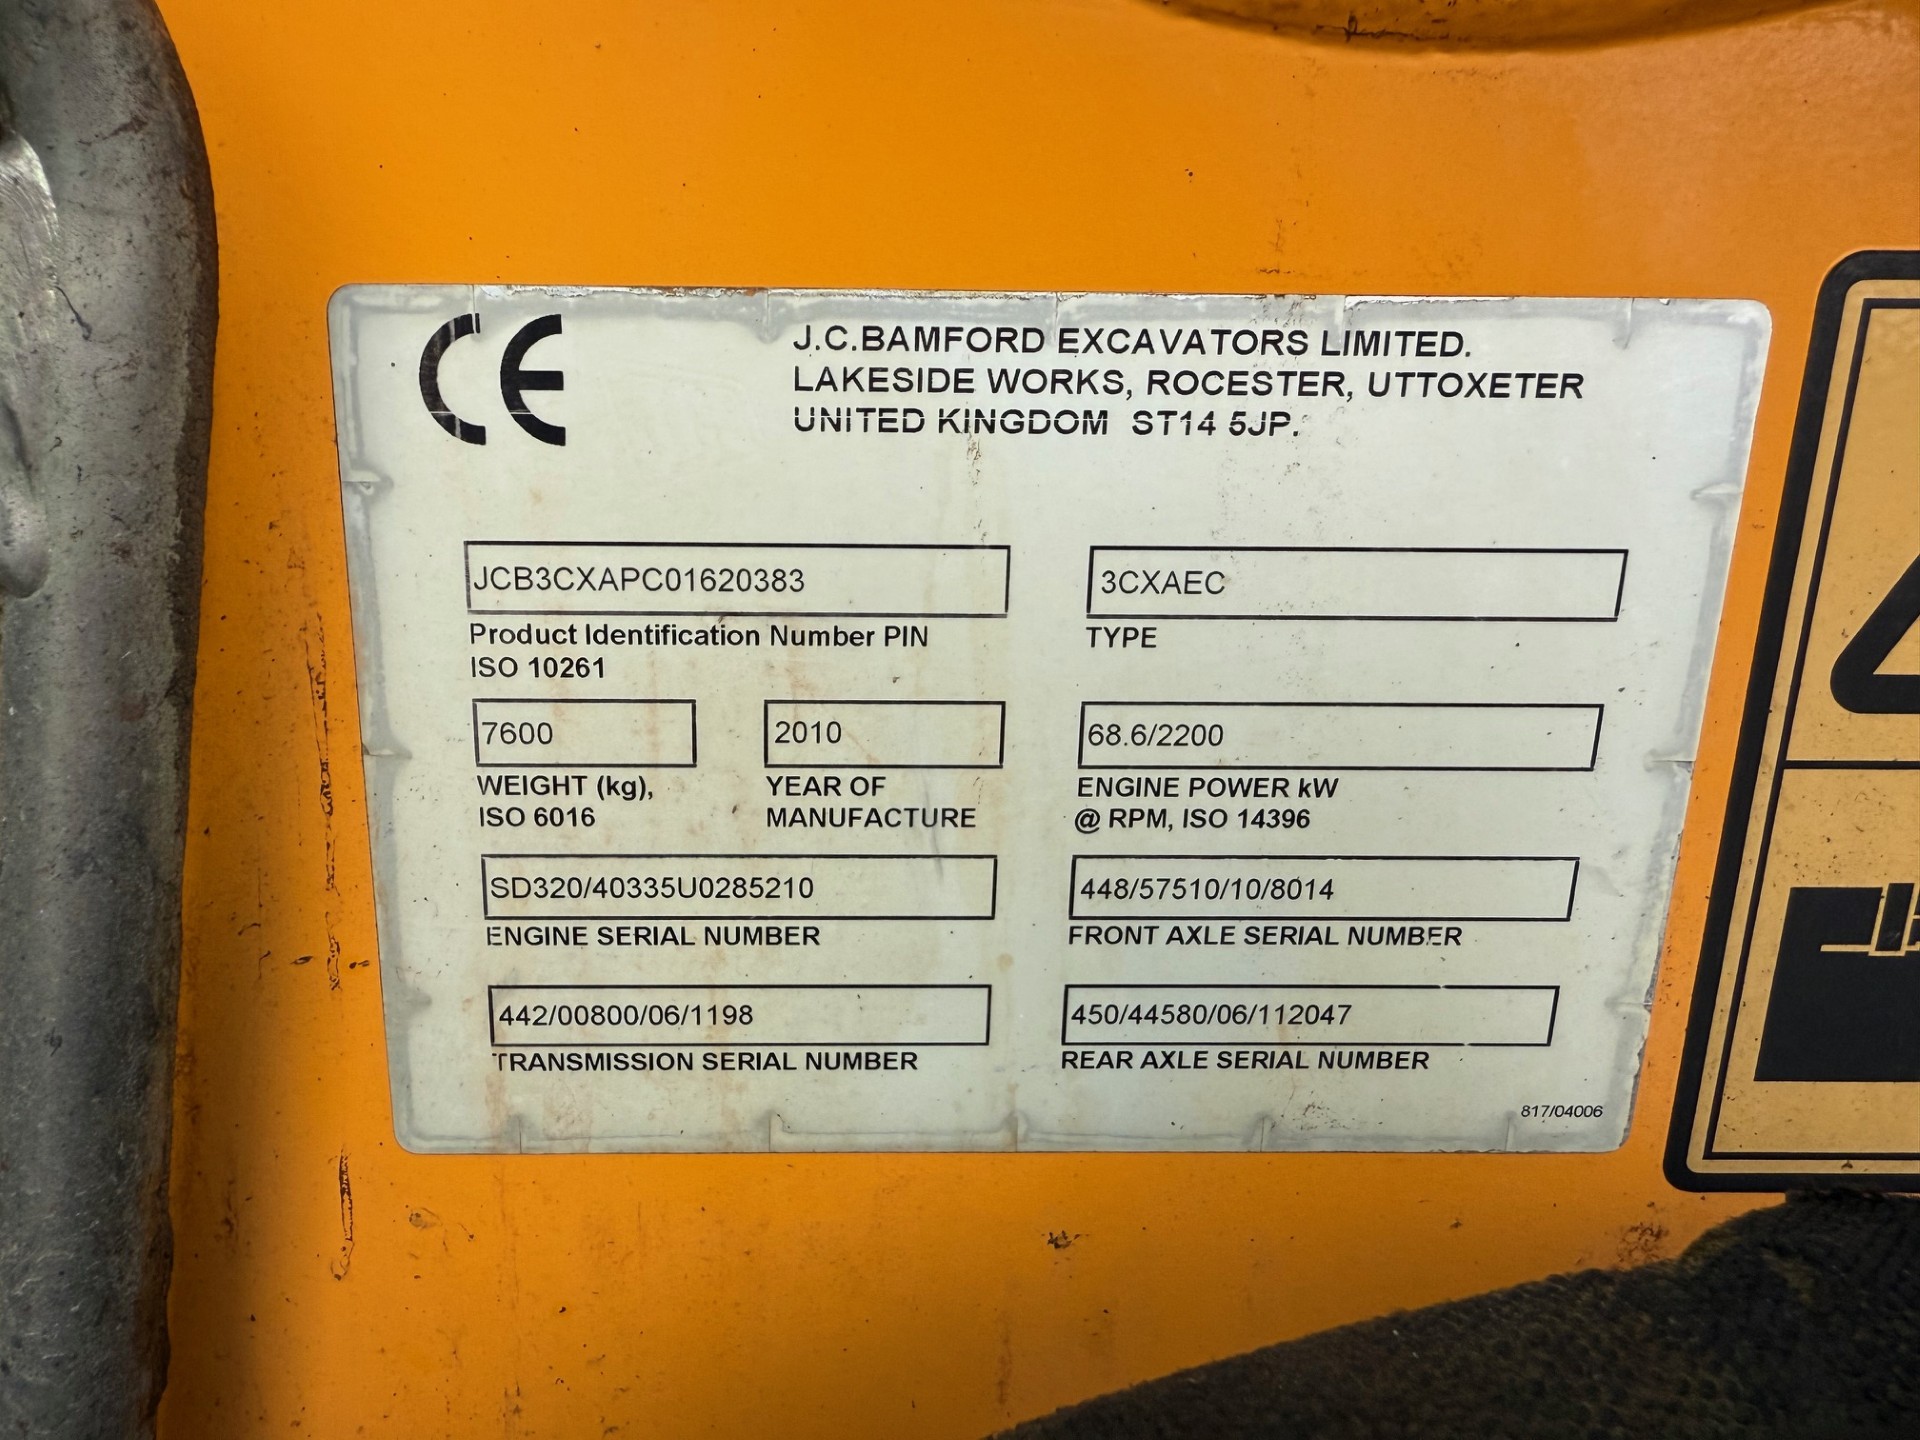 CE
J.C.BAMFORD EXCAVATORS LIMITED.
LAKESIDE WORKS, ROCESTER, UTTOXETER
UNITED KINGDOM ST14 5JP.
JCB3CXAPC01620383
Product Identification Number PIN
ISO 10261
3CXAEC
TYPE
7600
WEIGHT (kg),
ISO 6016
2010
YEAR OF
MANUFACTURE
68.6/2200
ENGINE POWER kW
@ RPM, ISO 14396
SD320/40335U0285210
ENGINE SERIAL NUMBER
448/57510/10/8014
FRONT AXLE SERIAL NUMBER
442/00800/06/1198
TRANSMISSION SERIAL NUMBER
450/44580/06/112047
REAR AXLE SERIAL NUMBER
817/04006